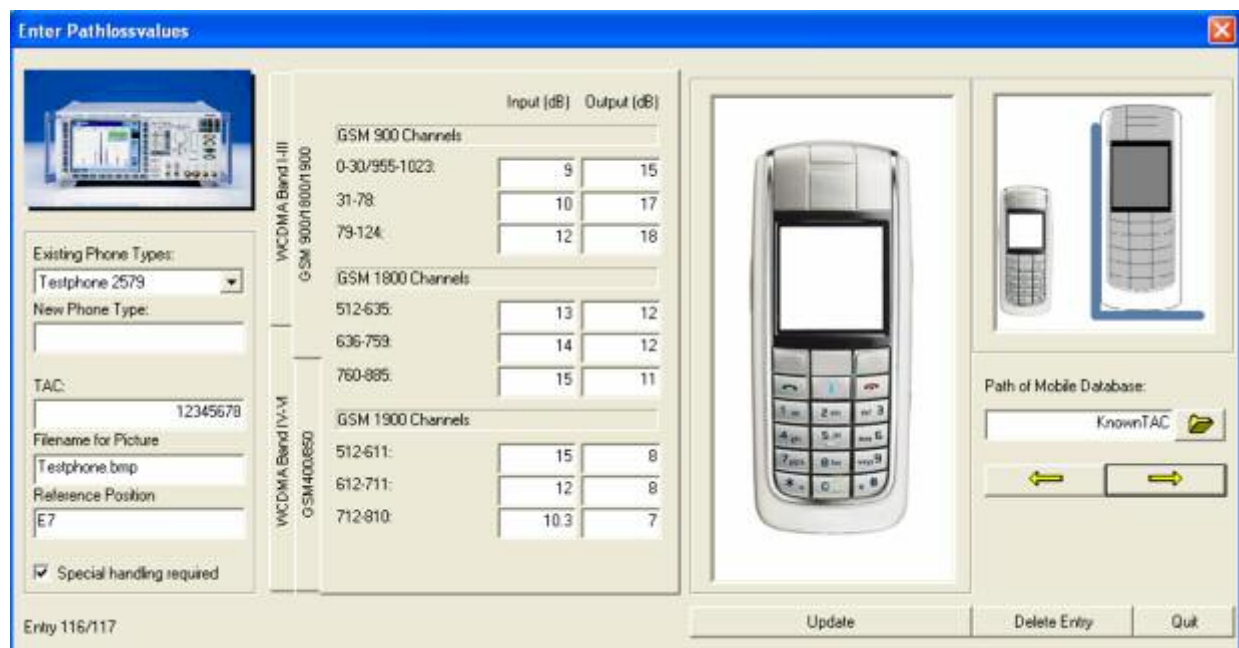 Enter Pathlossvalues
Existing Phone Types:
Testphone 2579
New Phone Type:
TAC:
12345678
Filename for Picture
Testphone.bmp
Reference Position
E7
Special handling required
Entry 116/117
WCDMA Band I-III
GSM 900/1800/1900
WCDMA Band IV-VI
GSM400/850
Input (dB) Output (dB)
GSM 900 Channels
0-30/955-1023: 9 15
31-78: 10 17
79-124: 12 18
GSM 1800 Channels
512-635: 13 12
636-759: 14 12
760-885: 15 11
GSM 1900 Channels
512-611: 15 8
612-711: 12 8
712-810: 10.3 7
Path of Mobile Database:
KnownTAC
Update
Delete Entry
Quit